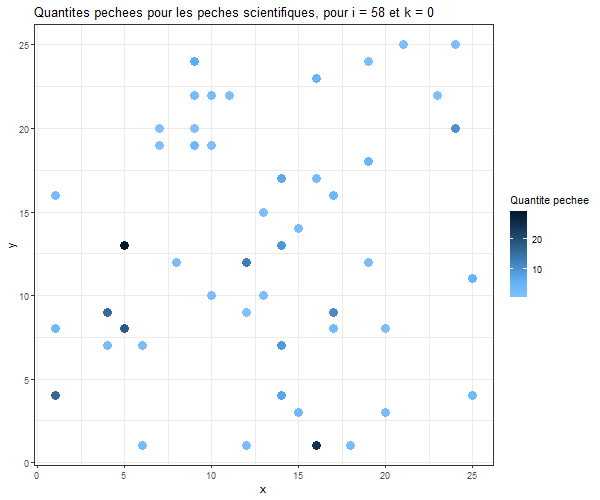 Quantites pechees pour les peches scientifiques, pour i = 58 et k = 0
25
20
15
10
5
0
y
0 5 10 15 20 25
x
Quantite pechee
20
10